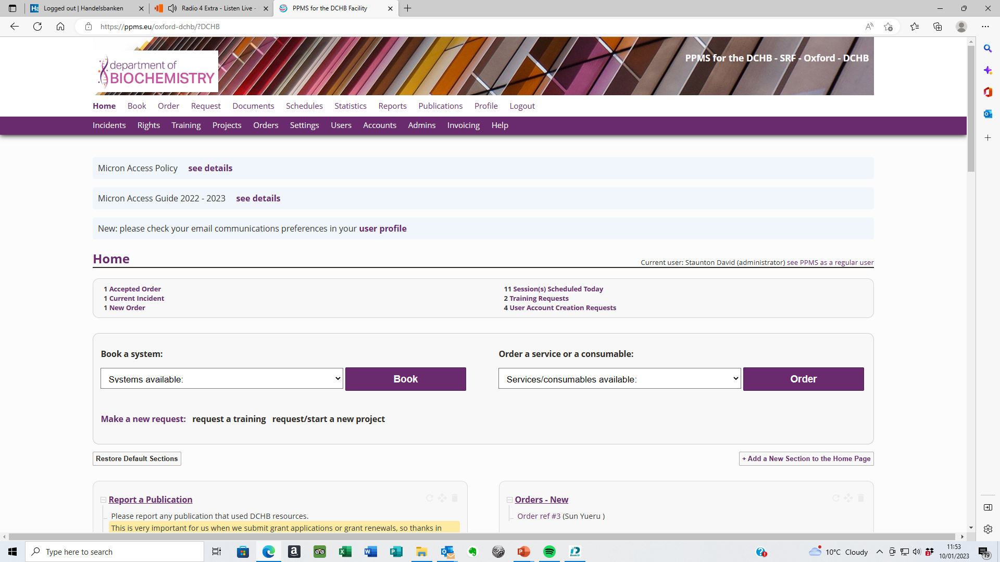 Logged out | Handelsbanken
Radio 4 Extra - Listen Live -
PPMS for the DCHB Facility
https://ppms.eu/oxford-dchb/?DCHB
department of
BIOCHEMISTRY
PPMS for the DCHB - SRF - Oxford - DCHB
Home Book Order Request Documents Schedules Statistics Reports Publications Profile Logout
Incidents Rights Training Projects Orders Settings Users Accounts Admins Invoicing Help
Micron Access Policy see details
Micron Access Guide 2022 - 2023 see details
New: please check your email communications preferences in your user profile
Home
Current user: Staunton David (administrator) see PPMS as a regular user
1 Accepted Order
1 Current Incident
1 New Order
11 Session(s) Scheduled Today
2 Training Requests
4 User Account Creation Requests
Book a system:
Systems available:
Book
Order a service or a consumable:
Services/consumables available:
Order
Make a new request: request a training request/start a new project
Restore Default Sections
+ Add a New Section to the Home Page
Report a Publication
Please report any publication that used DCHB resources.
This is very important for us when we submit grant applications or grant renewals, so thanks in
Orders - New
Order ref #3 (Sun Yueru )
Type here to search
10°C Cloudy
11:53
10/01/2023
19